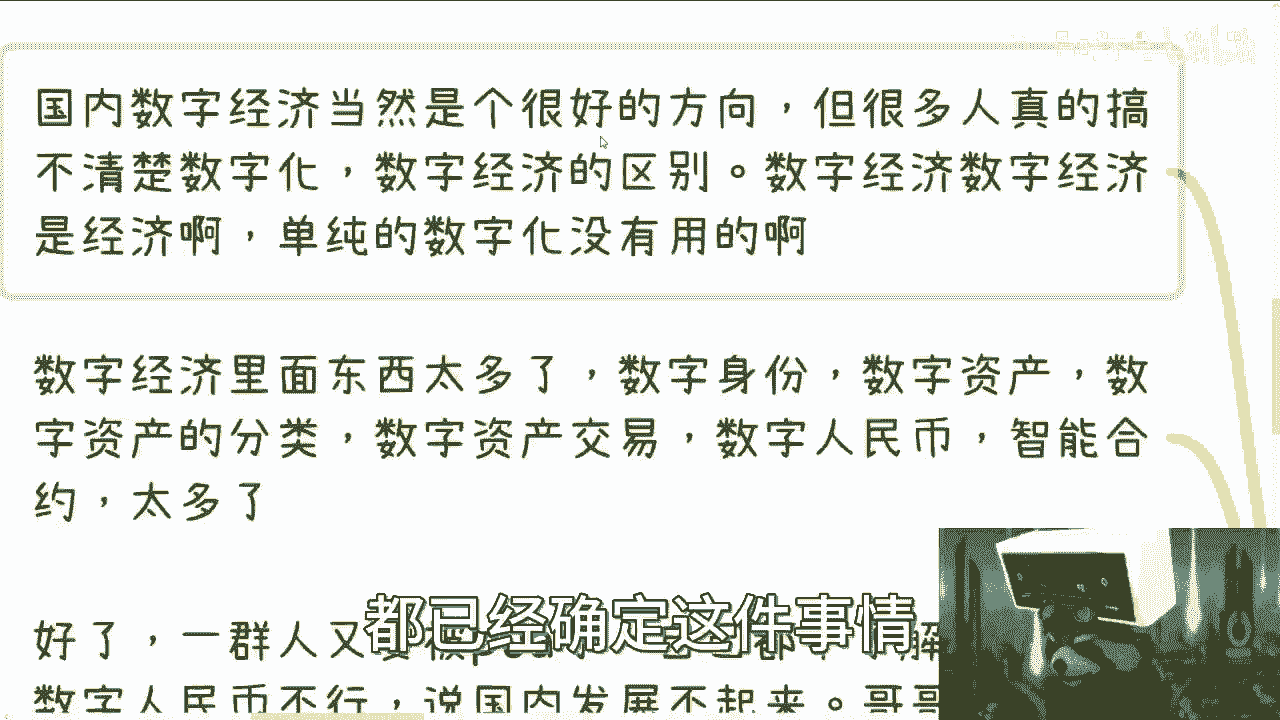 国内数字经济当然是个很好的方向，但很多人真的搞
不清楚数字化，数字经济的区别。数字经济数字经济
是经济啊，单纯的数字化没有用的啊
数字经济里面东西太多了，数字身份，数字资产，数
字资产的分类，数字资产交易，数字人民币，智能合
约，太多了
好了，一群人又
都已经确定这件事情
数字人民币不行，说国内发展不起来。哥哥